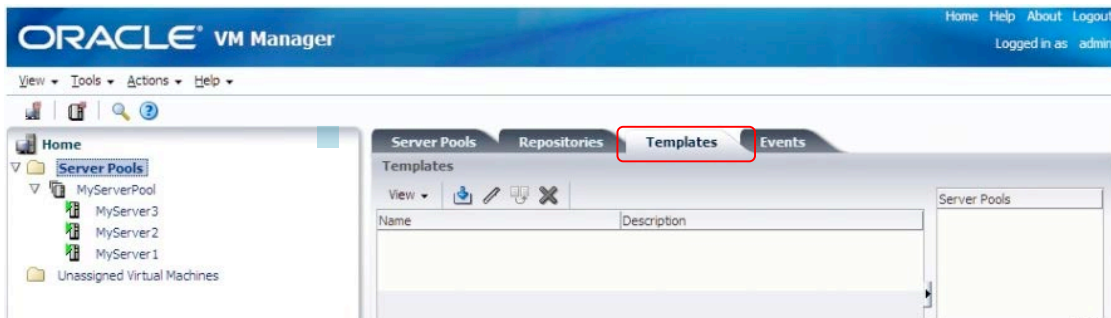 Home Help About Logout
ORACLE VM Manager
Logged in as admin
View Tools Actions Help
Home
Server Pools
MyServerPool
MyServer3
MyServer2
MyServer1
Unassigned Virtual Machines
Server Pools Repositories Templates Events
Templates
View
Server Pools
Name Description